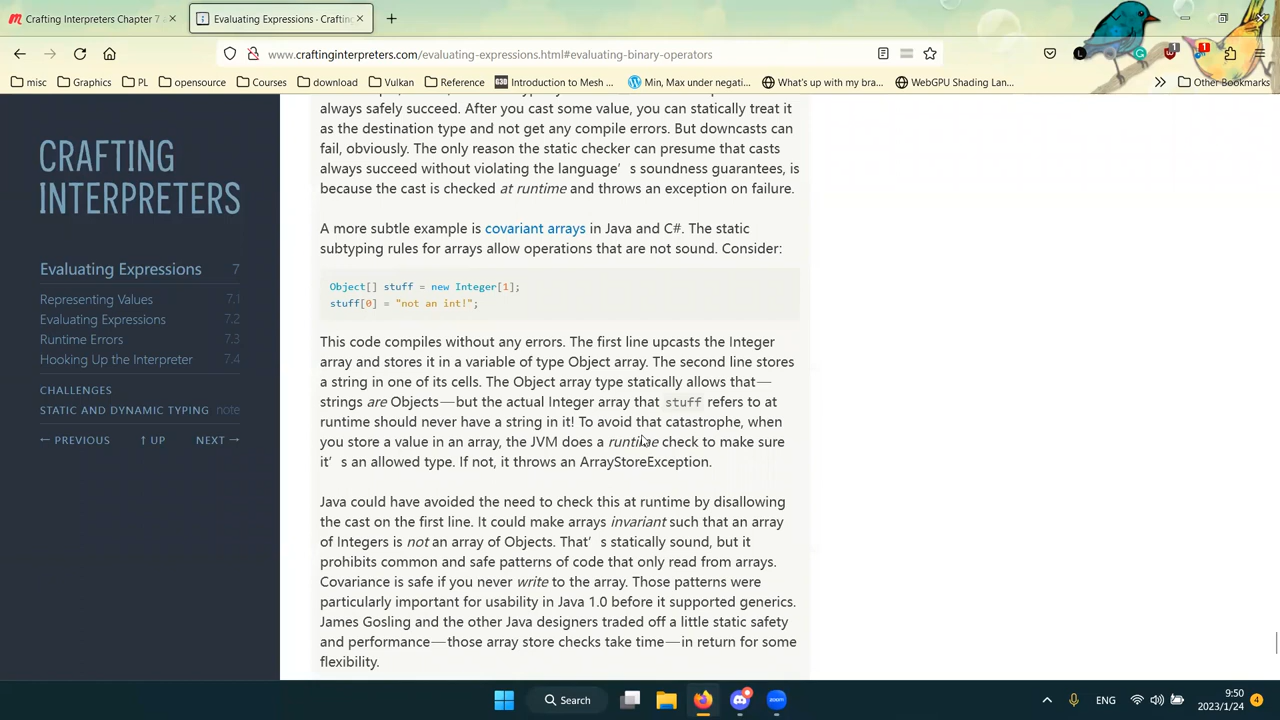 Crafting Interpreters Chapter 7
Evaluating Expressions · Crafting
www.craftinginterpreters.com/evaluating-expressions.html#evaluating-binary-operators
misc
Graphics
PL
opensource
Courses
download
Vulkan
Reference
Introduction to Mesh ...
Min, Max under negati...
What's up with my bra...
WebGPU Shading Lan...
Other Bookmarks
CRAFTING
INTERPRETERS
Evaluating Expressions 7
Representing Values 7.1
Evaluating Expressions 7.2
Runtime Errors 7.3
Hooking Up the Interpreter 7.4
CHALLENGES
STATIC AND DYNAMIC TYPING note
← PREVIOUS ↑ UP NEXT →
always safely succeed. After you cast some value, you can statically treat it
as the destination type and not get any compile errors. But downcasts can
fail, obviously. The only reason the static checker can presume that casts
always succeed without violating the language’s soundness guarantees, is
because the cast is checked at runtime and throws an exception on failure.
A more subtle example is covariant arrays in Java and C#. The static
subtyping rules for arrays allow operations that are not sound. Consider:
Object[] stuff = new Integer[1];
stuff[0] = "not an int!";
This code compiles without any errors. The first line upcasts the Integer
array and stores it in a variable of type Object array. The second line stores
a string in one of its cells. The Object array type statically allows that—
strings are Objects—but the actual Integer array that stuff refers to at
runtime should never have a string in it! To avoid that catastrophe, when
you store a value in an array, the JVM does a runtime check to make sure
it’s an allowed type. If not, it throws an ArrayStoreException.
Java could have avoided the need to check this at runtime by disallowing
the cast on the first line. It could make arrays invariant such that an array
of Integers is not an array of Objects. That’s statically sound, but it
prohibits common and safe patterns of code that only read from arrays.
Covariance is safe if you never write to the array. Those patterns were
particularly important for usability in Java 1.0 before it supported generics.
James Gosling and the other Java designers traded off a little static safety
and performance—those array store checks take time—in return for some
flexibility.
Search
zoom
ENG
9:50
2023/1/24
4